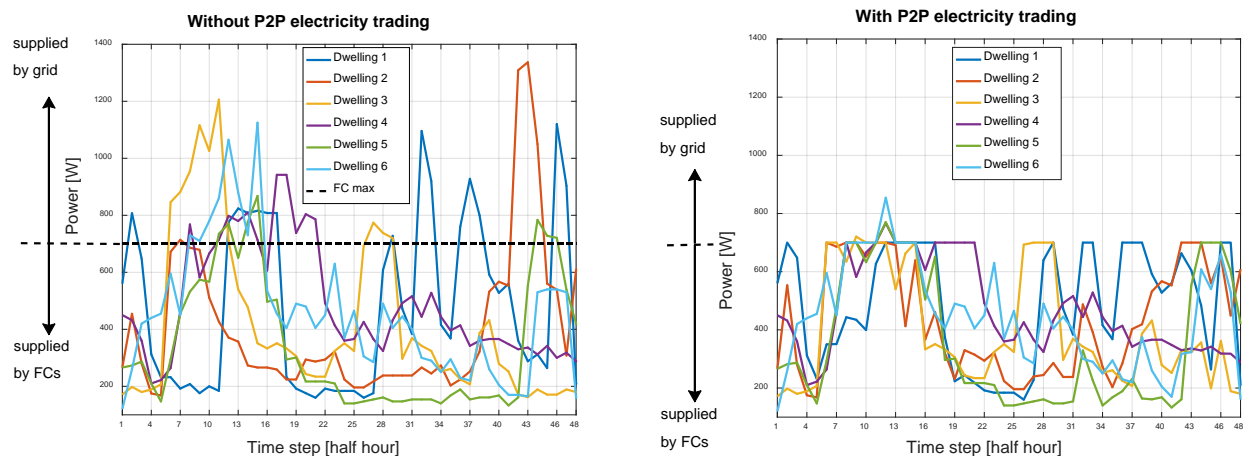 Without P2P electricity trading
supplied
by grid
supplied
by FCs
Power [W]
1400
1200
1000
800
600
400
200
Dwelling 1
Dwelling 2
Dwelling 3
Dwelling 4
Dwelling 5
Dwelling 6
FC max
1 4 7 10 13 16 19 22 25 28 31 34 37 40 43 46 48
Time step [half hour]
With P2P electricity trading
supplied
by grid
supplied
by FCs
Power [W]
1400
1200
1000
800
600
400
200
Dwelling 1
Dwelling 2
Dwelling 3
Dwelling 4
Dwelling 5
Dwelling 6
1 4 7 10 13 16 19 22 25 28 31 34 37 40 43 46 48
Time step [half hour]